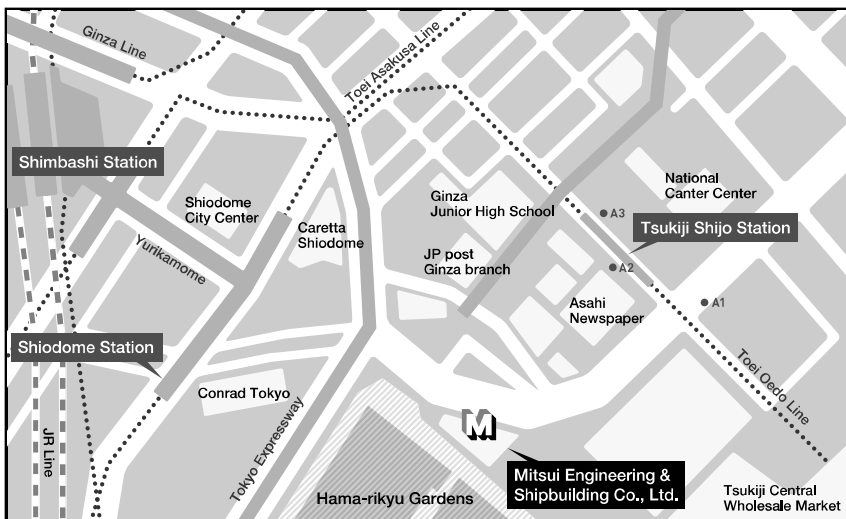 Ginza Line
Toei Asakusa Line
Shimbashi Station
Shiodome
City Center
Caretta
Shiodome
Ginza
Junior High School
National
Canter Center
A3
Tsukiji Shijo Station
JP post
Ginza branch
A2
Asahi
Newspaper
A1
Yurikamome
Shiodome Station
Conrad Tokyo
Toei Oedo Line
JR Line
Tokyo Expressway
M
Mitsui Engineering &
Shipbuilding Co., Ltd.
Hama-rikyu Gardens
Tsukiji Central
Wholesale Market